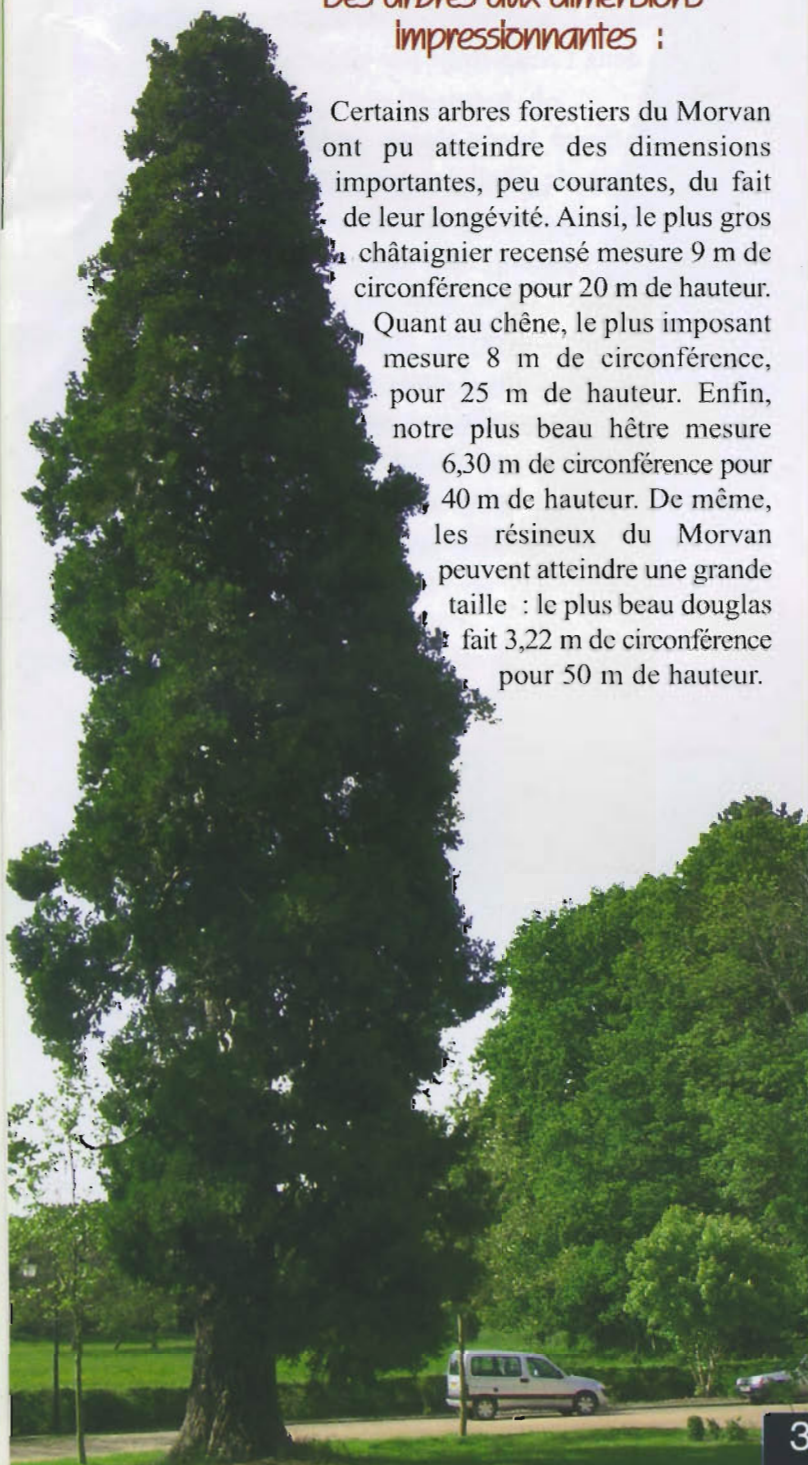 Des arbres aux dimensions
impressionnantes :
Certains arbres forestiers du Morvan
ont pu atteindre des dimensions
importantes, peu courantes, du fait
de leur longévité. Ainsi, le plus gros
châtaignier recensé mesure 9 m de
circonférence pour 20 m de hauteur.
Quant au chêne, le plus imposant
mesure 8 m de circonférence,
pour 25 m de hauteur. Enfin,
notre plus beau hêtre mesure
6,30 m de circonférence pour
40 m de hauteur. De même,
les résineux du Morvan
peuvent atteindre une grande
taille : le plus beau douglas
fait 3,22 m de circonférence
pour 50 m de hauteur.
3